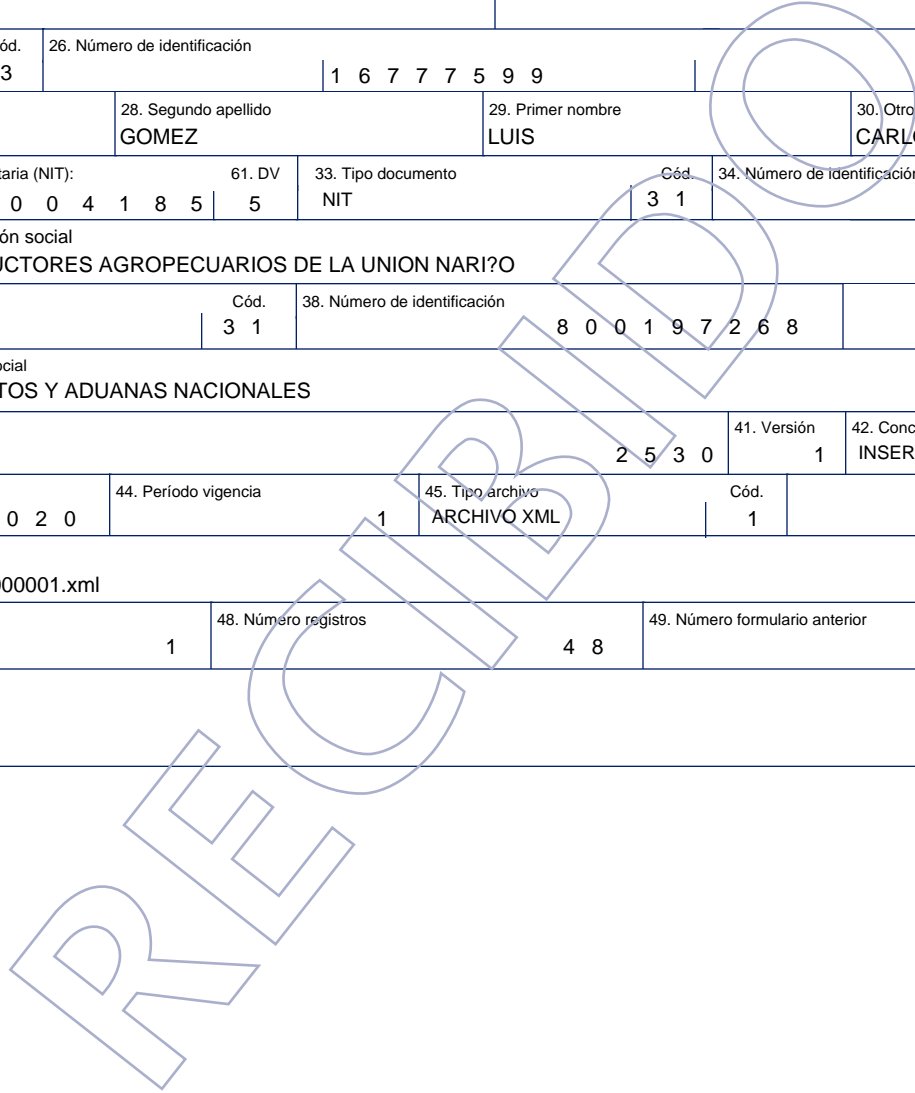 ód. 26. Número de identificación
3 1 6 7 7 7 5 9 9
28. Segundo apellido 29. Primer nombre 30. Otro
GOMEZ LUIS CARLO
taria (NIT): 61. DV 33. Tipo documento Cód. 34. Número de identificación
0 0 4 1 8 5 5 NIT 3 1
ón social
UCTORES AGROPECUARIOS DE LA UNION NARI?O
Cód. 38. Número de identificación
3 1 8 0 0 1 9 7 2 6 8
ocial
TOS Y ADUANAS NACIONALES
41. Versión 42. Conc
2 5 3 0 1 INSER
44. Período vigencia 45. Tipo archivo Cód.
0 2 0 1 ARCHIVO XML 1
000001.xml
48. Número registros 49. Número formulario anterior
1 4 8
RECIBIDO